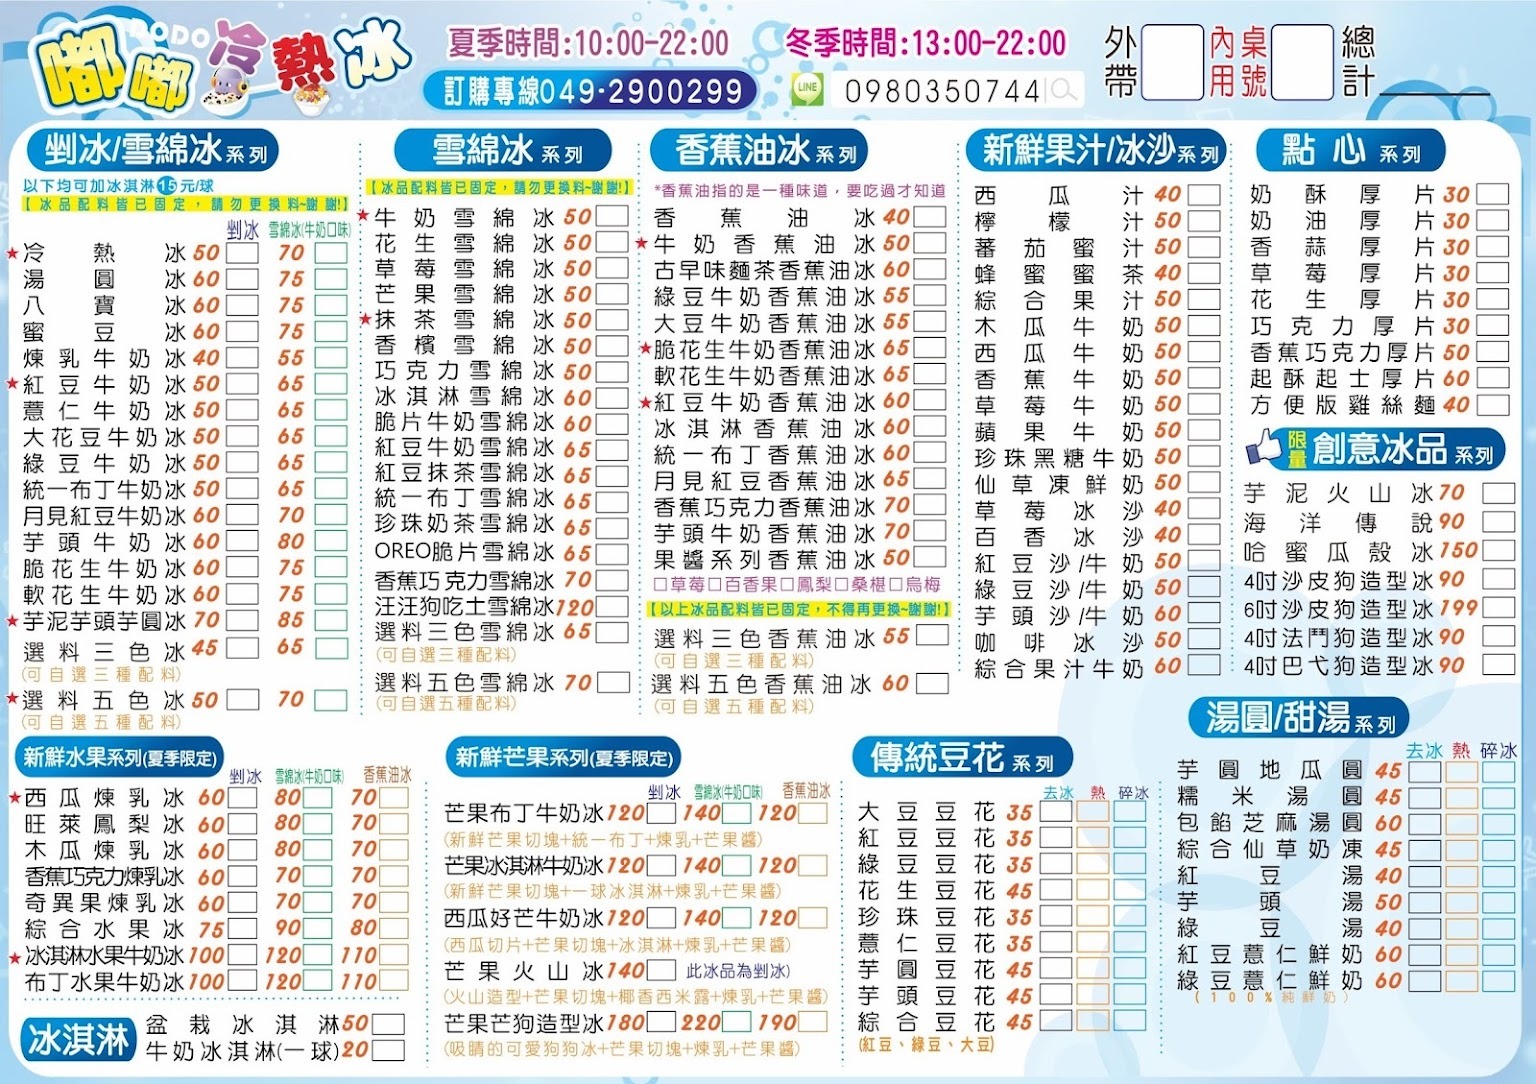 嘟嘟冷熱冰
DODO
夏季時間:10:00-22:00
冬季時間:13:00-22:00
訂購專線049-2900299
LINE 0980350744
外帶
內用 桌號
總計
剉冰/雪綿冰系列
以下均可加冰淇淋15元/球
【冰品配料皆已固定，請勿更換料~謝謝!】
剉冰 雪綿冰(牛奶口味)
★冷熱冰 50 70
湯圓冰 60 75
八寶冰 60 75
蜜豆冰 60 75
煉乳牛奶冰 40 55
★紅豆牛奶冰 50 65
薏仁牛奶冰 50 65
大花豆牛奶冰 50 65
綠豆牛奶冰 50 65
統一布丁牛奶冰 50 65
月見紅豆牛奶冰 60 70
芋頭牛奶冰 60 80
脆花生牛奶冰 60 75
軟花生牛奶冰 60 75
★芋泥芋頭芋圓冰 70 85
選料三色冰 45 65
(可自選三種配料)
★選料五色冰 50 70
(可自選五種配料)
雪綿冰系列
【冰品配料皆已固定，請勿更換料~謝謝!】
★牛奶雪綿冰 50
花生雪綿冰 50
草莓雪綿冰 50
芒果雪綿冰 50
★抹茶雪綿冰 50
香檳雪綿冰 50
巧克力雪綿冰 50
冰淇淋雪綿冰 60
脆片牛奶雪綿冰 60
紅豆牛奶雪綿冰 65
紅豆抹茶雪綿冰 65
統一布丁雪綿冰 65
珍珠奶茶雪綿冰 65
OREO脆片雪綿冰 65
香蕉巧克力雪綿冰 70
汪汪狗吃土雪綿冰 120
選料三色雪綿冰 65
(可自選三種配料)
選料五色雪綿冰 70
(可自選五種配料)
香蕉油冰系列
*香蕉油指的是一種味道，要吃過才知道
香蕉油冰 40
★牛奶香蕉油冰 50
古早味麵茶香蕉油冰 60
綠豆牛奶香蕉油冰 55
大豆牛奶香蕉油冰 55
★脆花生牛奶香蕉油冰 65
軟花生牛奶香蕉油冰 65
★紅豆牛奶香蕉油冰 60
冰淇淋香蕉油冰 60
統一布丁香蕉油冰 60
月見紅豆香蕉油冰 60
香蕉巧克力香蕉油冰 70
芋頭牛奶香蕉油冰 70
果醬系列香蕉油冰 50
□草莓□百香果□鳳梨□桑椹□烏梅
【以上冰品配料皆已固定，不得再更換~謝謝!】
選料三色香蕉油冰 55
(可自選三種配料)
選料五色香蕉油冰 60
(可自選五種配料)
新鮮果汁/冰沙系列
西瓜汁 40
檸檬汁 50
蕃茄蜜汁 50
蜂蜜蜜茶 40
綜合果汁 50
木瓜牛奶 50
西瓜牛奶 50
香蕉牛奶 50
草莓牛奶 50
蘋果牛奶 50
珍珠黑糖牛奶 50
仙草凍鮮奶 50
草莓冰沙 50
百香冰沙 40
紅豆沙/牛奶 50
綠豆沙/牛奶 50
芋頭沙/牛奶 60
咖啡冰沙 50
綜合果汁牛奶 60
點心系列
奶酥厚片 30
奶油厚片 30
香蒜厚片 30
草莓厚片 30
花生厚片 30
巧克力厚片 30
香蕉巧克力厚片 50
起酥起士厚片 60
方便版雞絲麵 40
限量 創意冰品系列
芋泥火山冰 70
海洋傳說 90
哈蜜瓜殼冰 150
4吋沙皮狗造型冰 90
6吋沙皮狗造型冰 199
4吋法鬥狗造型冰 90
4吋巴弋狗造型冰 90
新鮮水果系列(夏季限定)
剉冰 雪綿冰(牛奶口味) 香蕉油冰
★西瓜煉乳冰 60 80 70
旺萊鳳梨冰 60 80 70
木瓜煉乳冰 60 80 70
香蕉巧克力煉乳冰 60 70 70
奇異果煉乳冰 60 70 70
綜合水果冰 75 90 80
★冰淇淋水果牛奶冰 100 120 110
布丁水果牛奶冰 100 120 110
冰淇淋
盆栽冰淇淋 50
牛奶冰淇淋(一球) 20
新鮮芒果系列(夏季限定)
剉冰 雪綿冰(牛奶口味) 香蕉油冰
芒果布丁牛奶冰 120 140 120
(新鮮芒果切塊+統一布丁+煉乳+芒果醬)
芒果冰淇淋牛奶冰 120 140 120
(新鮮芒果切塊+一球冰淇淋+煉乳+芒果醬)
西瓜好芒牛奶冰 120 140 120
(西瓜切片+芒果切塊+冰淇淋+煉乳+芒果醬)
芒果火山冰 140 此冰品為剉冰)
(火山造型+芒果切塊+椰香西米露+煉乳+芒果醬)
芒果芒狗造型冰 180 220 190
(吸睛的可愛狗狗冰+芒果切塊+煉乳+芒果醬)
傳統豆花系列
去冰 熱 碎冰
大豆豆花 35
紅豆豆花 35
綠豆豆花 35
花生豆花 45
珍珠豆花 35
薏仁豆花 35
芋圓豆花 45
芋頭豆花 45
綜合豆花 45
(紅豆、綠豆、大豆)
湯圓/甜湯系列
去冰 熱 碎冰
芋圓地瓜圓 45
糯米湯圓 45
包餡芝麻湯圓 60
綜合仙草奶凍 45
紅豆湯 40
芋頭湯 50
綠豆湯 40
紅豆薏仁鮮奶 60
綠豆薏仁鮮奶 60
(100%純鮮奶)